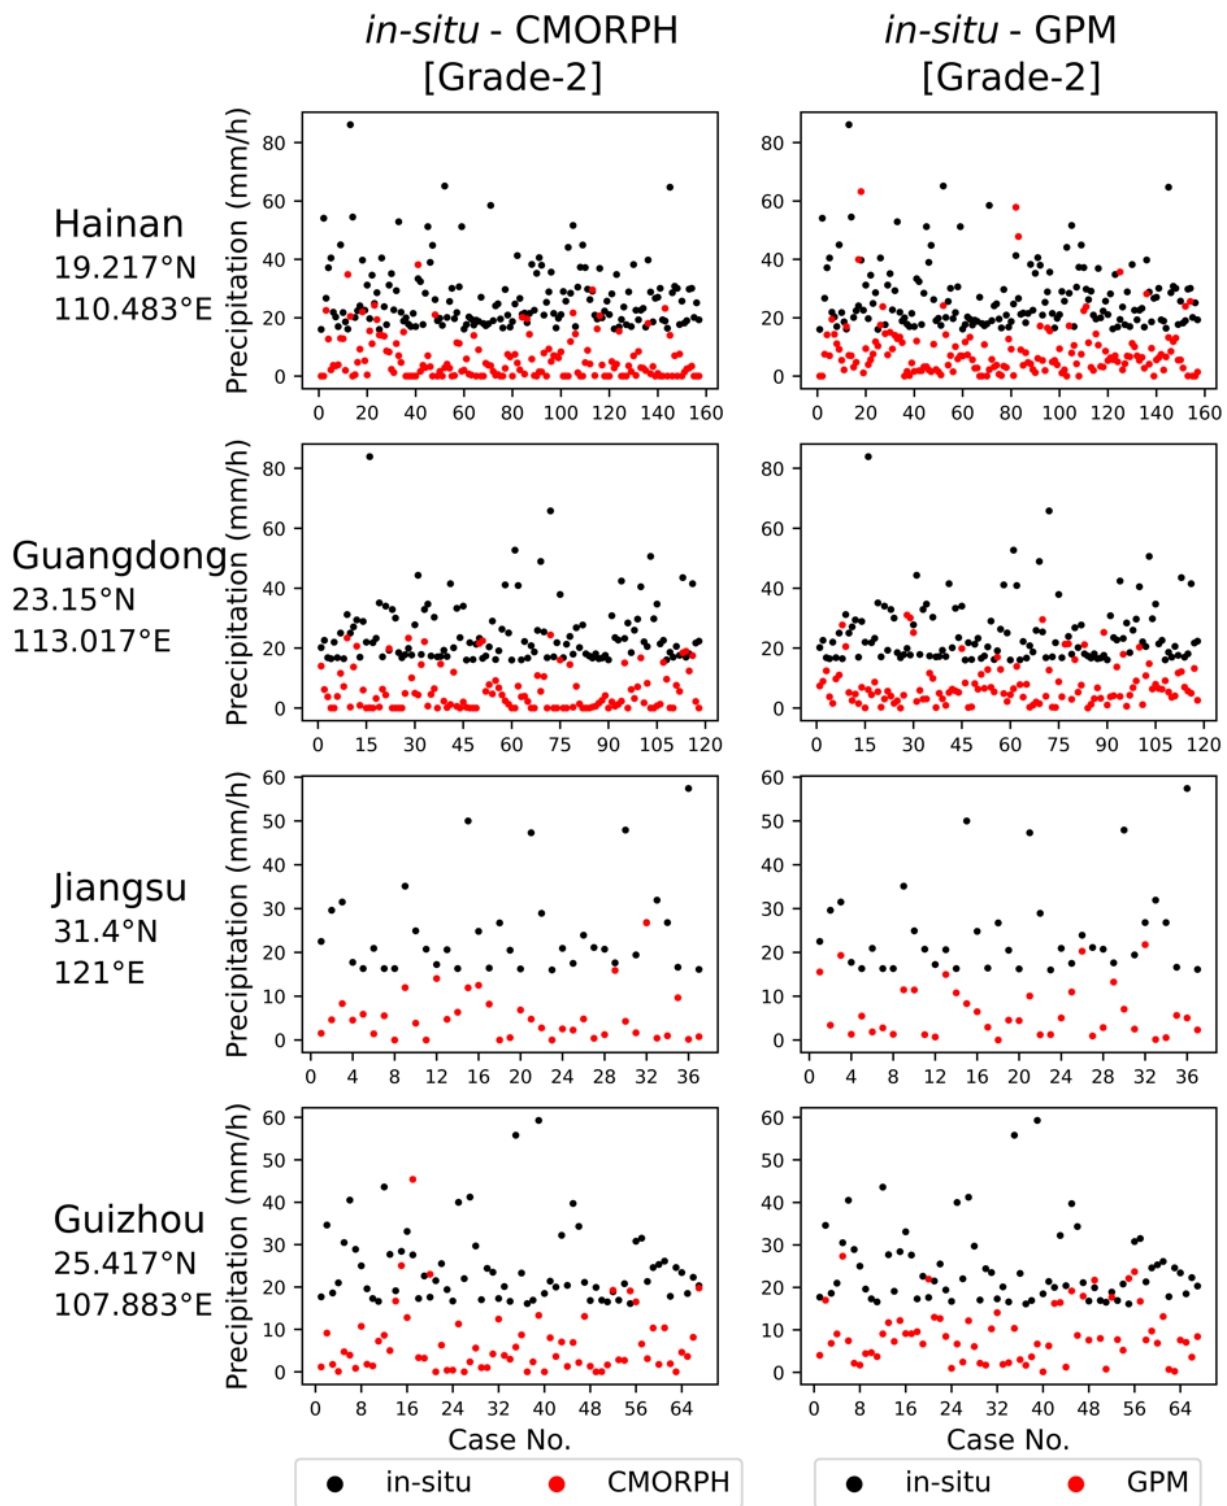 in-situ - CMORPH
[Grade-2]
in-situ - GPM
[Grade-2]
Hainan
19.217°N
110.483°E
Precipitation (mm/h)
80
60
40
20
0
0 20 40 60 80 100 120 140 160
80
60
40
20
0
0 20 40 60 80 100 120 140 160
Guangdong
23.15°N
113.017°E
Precipitation (mm/h)
80
60
40
20
0
0 15 30 45 60 75 90 105 120
80
60
40
20
0
0 15 30 45 60 75 90 105 120
Jiangsu
31.4°N
121°E
Precipitation (mm/h)
60
50
40
30
20
10
0
0 4 8 12 16 20 24 28 32 36
60
50
40
30
20
10
0
0 4 8 12 16 20 24 28 32 36
Guizhou
25.417°N
107.883°E
Precipitation (mm/h)
60
50
40
30
20
10
0
0 8 16 24 32 40 48 56 64
Case No.
60
50
40
30
20
10
0
0 8 16 24 32 40 48 56 64
Case No.
in-situ CMORPH
in-situ GPM